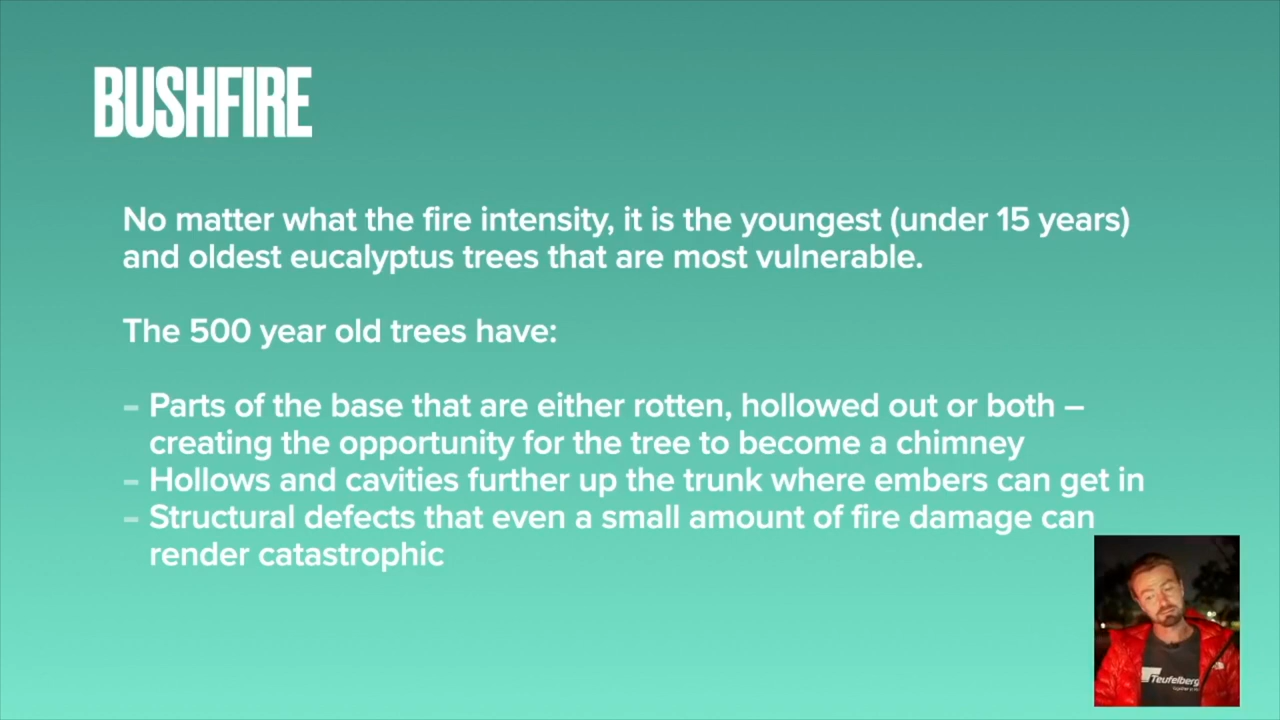 BUSHFIRE
No matter what the fire intensity, it is the youngest (under 15 years)
and oldest eucalyptus trees that are most vulnerable.
The 500 year old trees have:
– Parts of the base that are either rotten, hollowed out or both –
creating the opportunity for the tree to become a chimney
– Hollows and cavities further up the trunk where embers can get in
– Structural defects that even a small amount of fire damage can
render catastrophic
Teufelberg